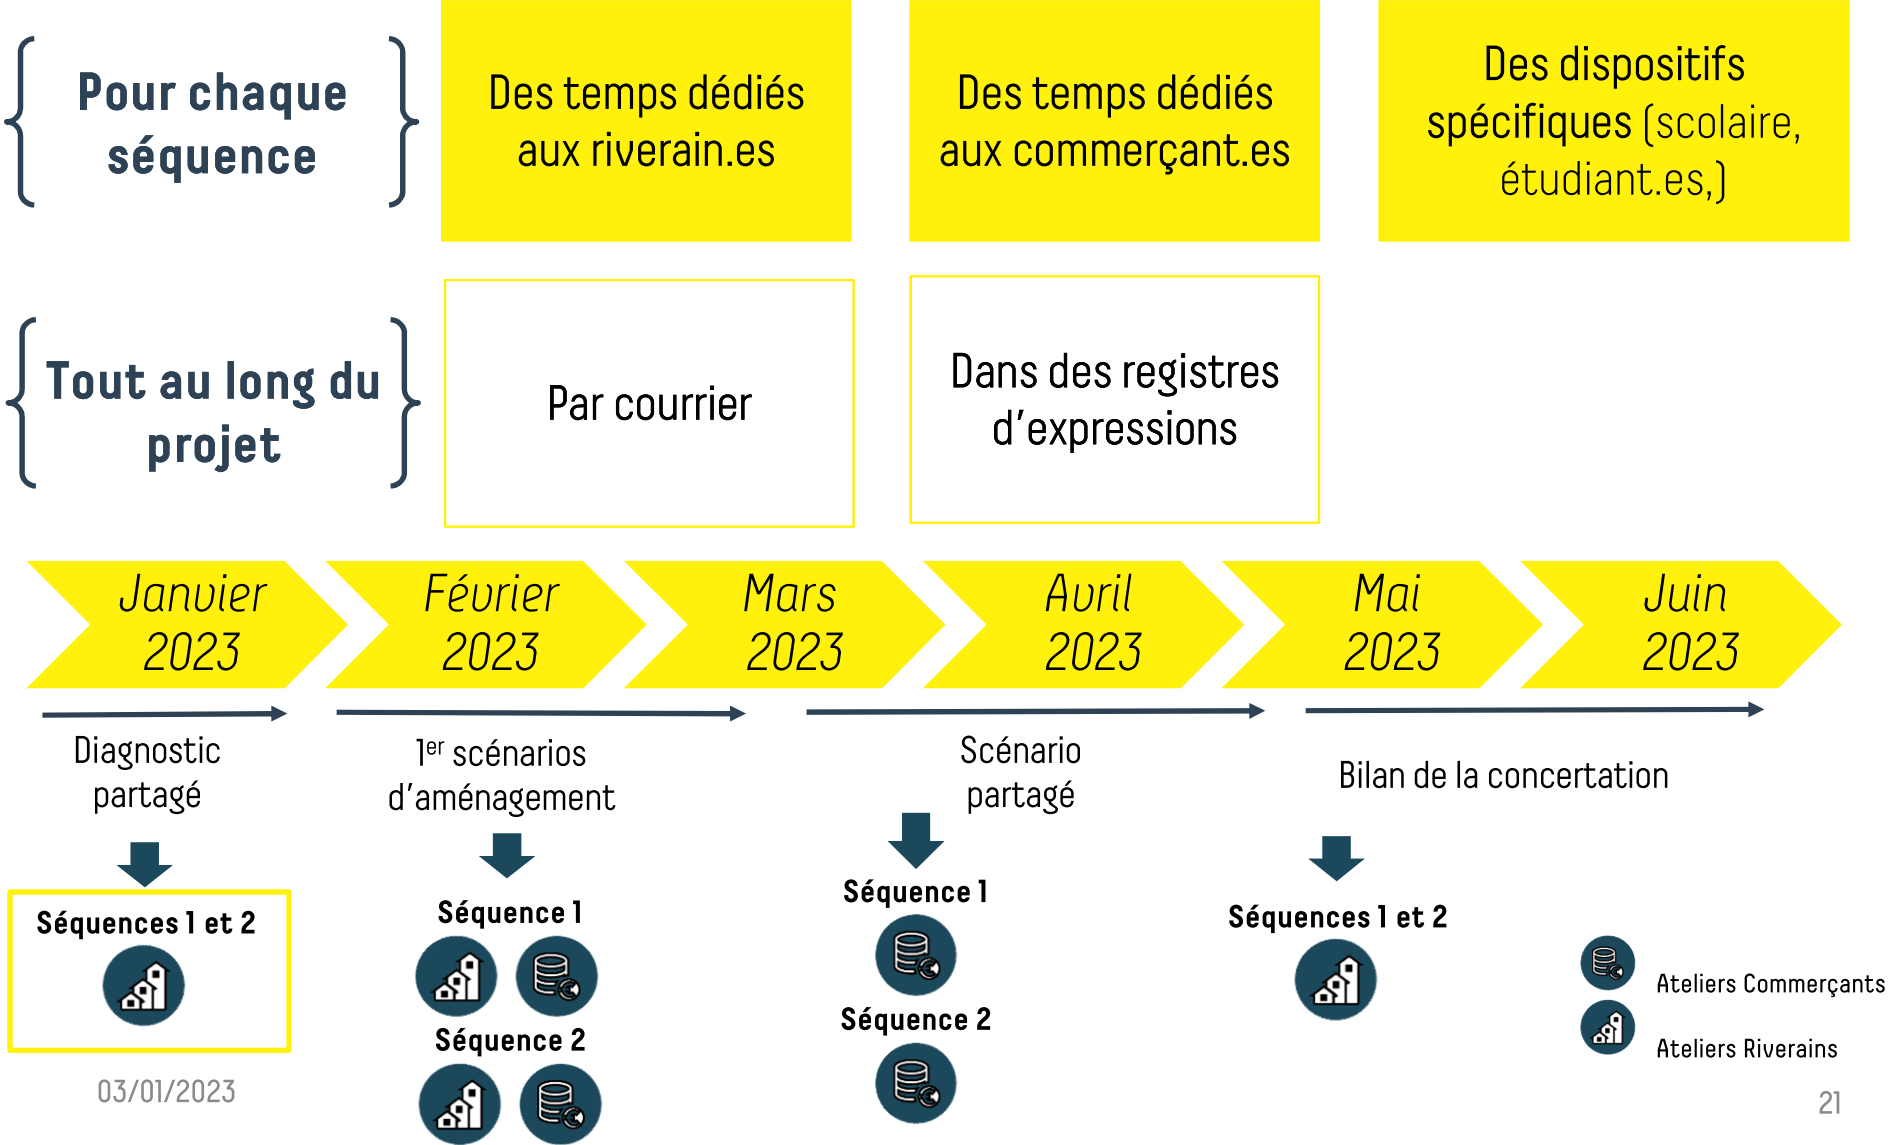 Pour chaque
séquence
Des temps dédiés
aux riverain.es
Des temps dédiés
aux commerçant.es
Des dispositifs
spécifiques (scolaire,
étudiant.es,)
Tout au long du
projet
Par courrier
Dans des registres
d'expressions
Janvier
2023
Février
2023
Mars
2023
Avril
2023
Mai
2023
Juin
2023
Diagnostic
partagé
1er scénarios
d'aménagement
Scénario
partagé
Bilan de la concertation
Séquences 1 et 2
Séquence 1
Séquence 2
Séquence 1
Séquence 2
Séquences 1 et 2
Ateliers Commerçants
Ateliers Riverains
03/01/2023
21